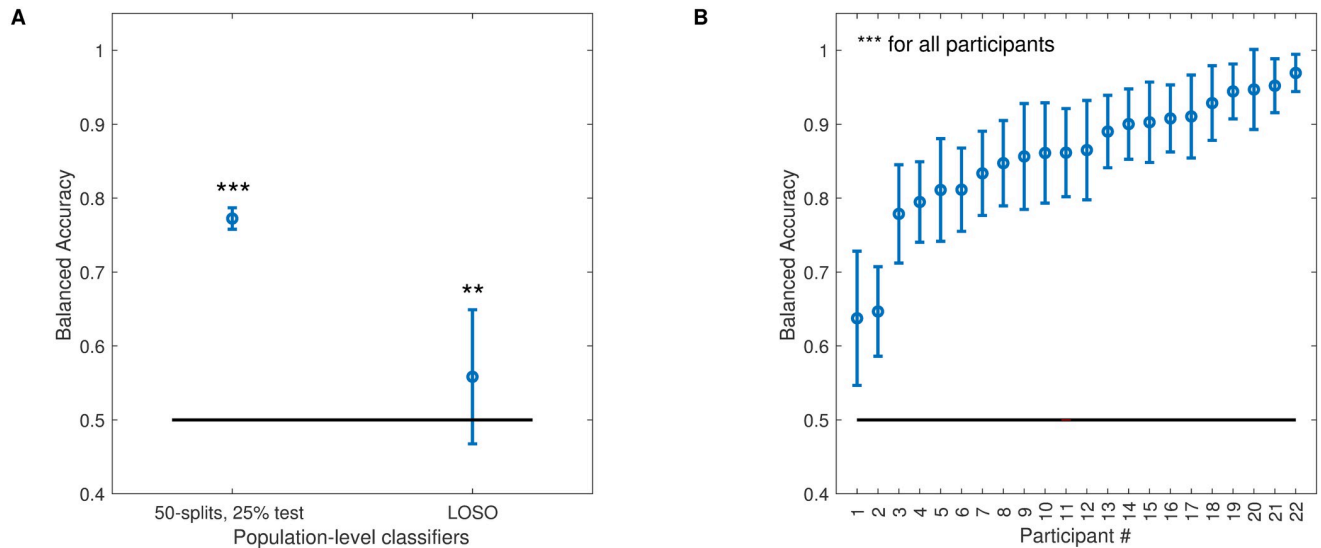 A
Balanced Accuracy
1
0.9
0.8
0.7
0.6
0.5
0.4
***
**
50-splits, 25% test LOSO
Population-level classifiers
B
Balanced Accuracy
1
0.9
0.8
0.7
0.6
0.5
0.4
*** for all participants
1 2 3 4 5 6 7 8 9 10 11 12 13 14 15 16 17 18 19 20 21 22
Participant #